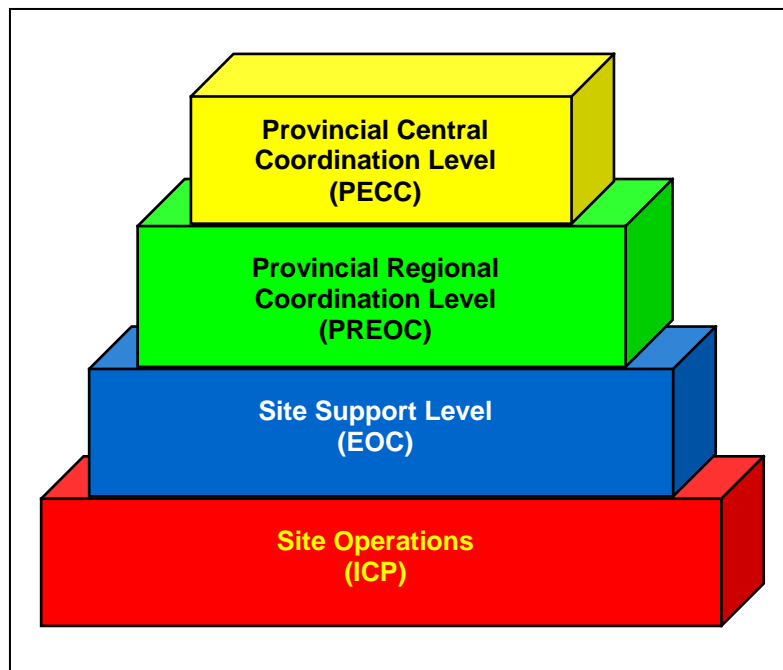 Provincial Central
Coordination Level
(PECC)
Provincial Regional
Coordination Level
(PREOC)
Site Support Level
(EOC)
Site Operations
(ICP)